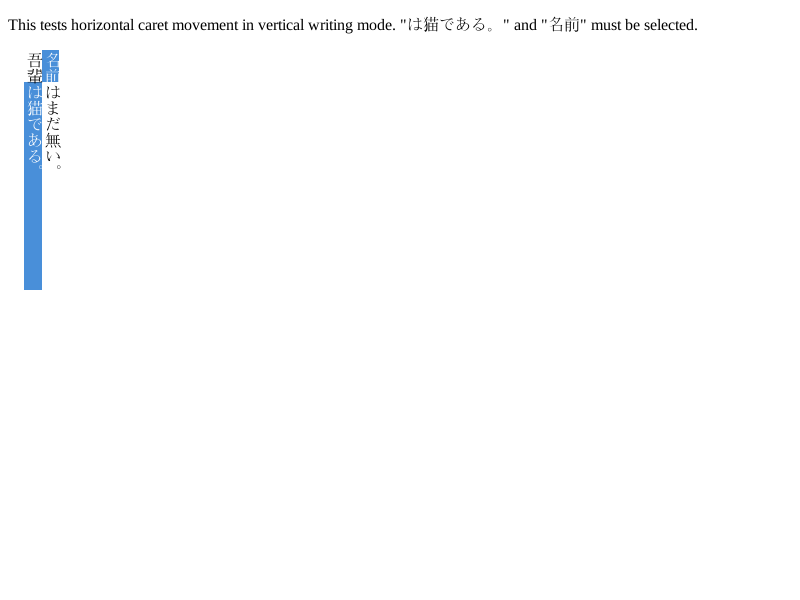 This tests horizontal caret movement in vertical writing mode. "は猫である。" and "名前" must be selected.
吾輩は猫である。
名前はまだ無い。